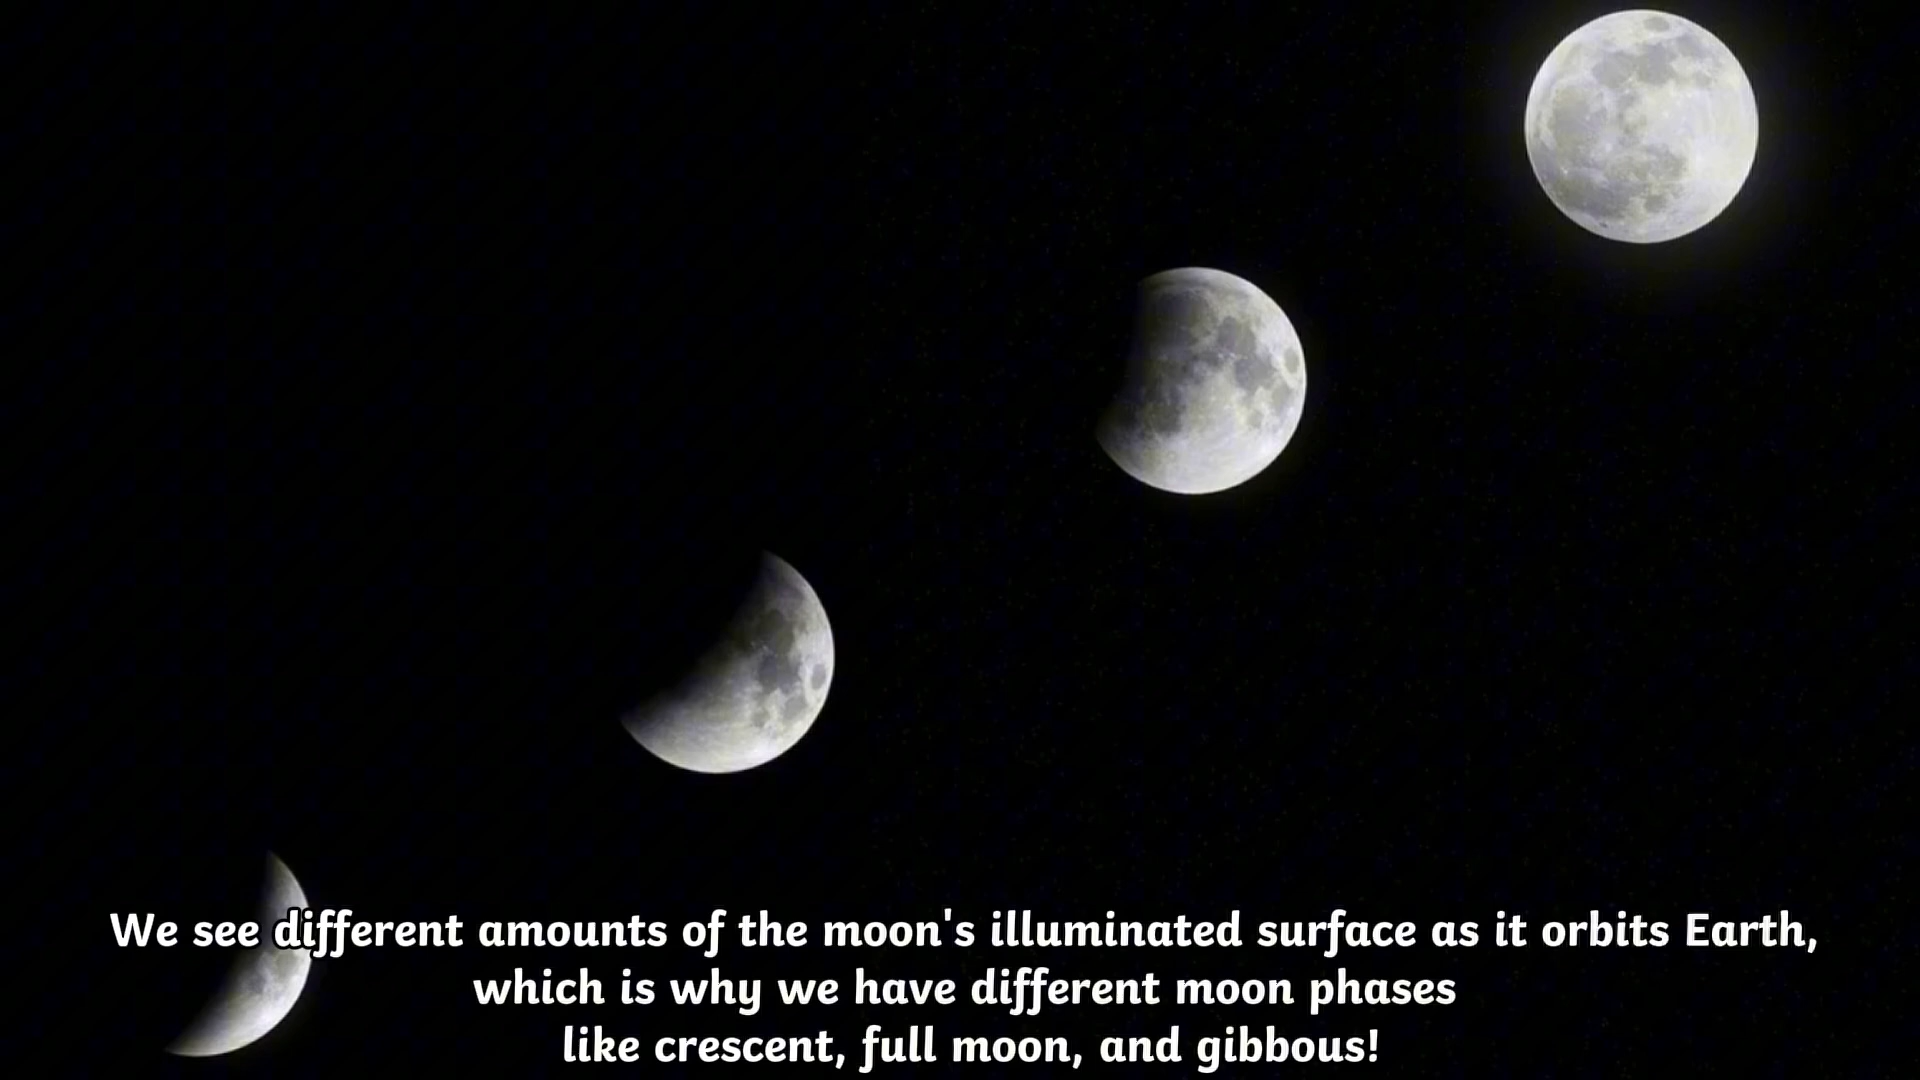 We see different amounts of the moon's illuminated surface as it orbits Earth,
which is why we have different moon phases
like crescent, full moon, and gibbous!